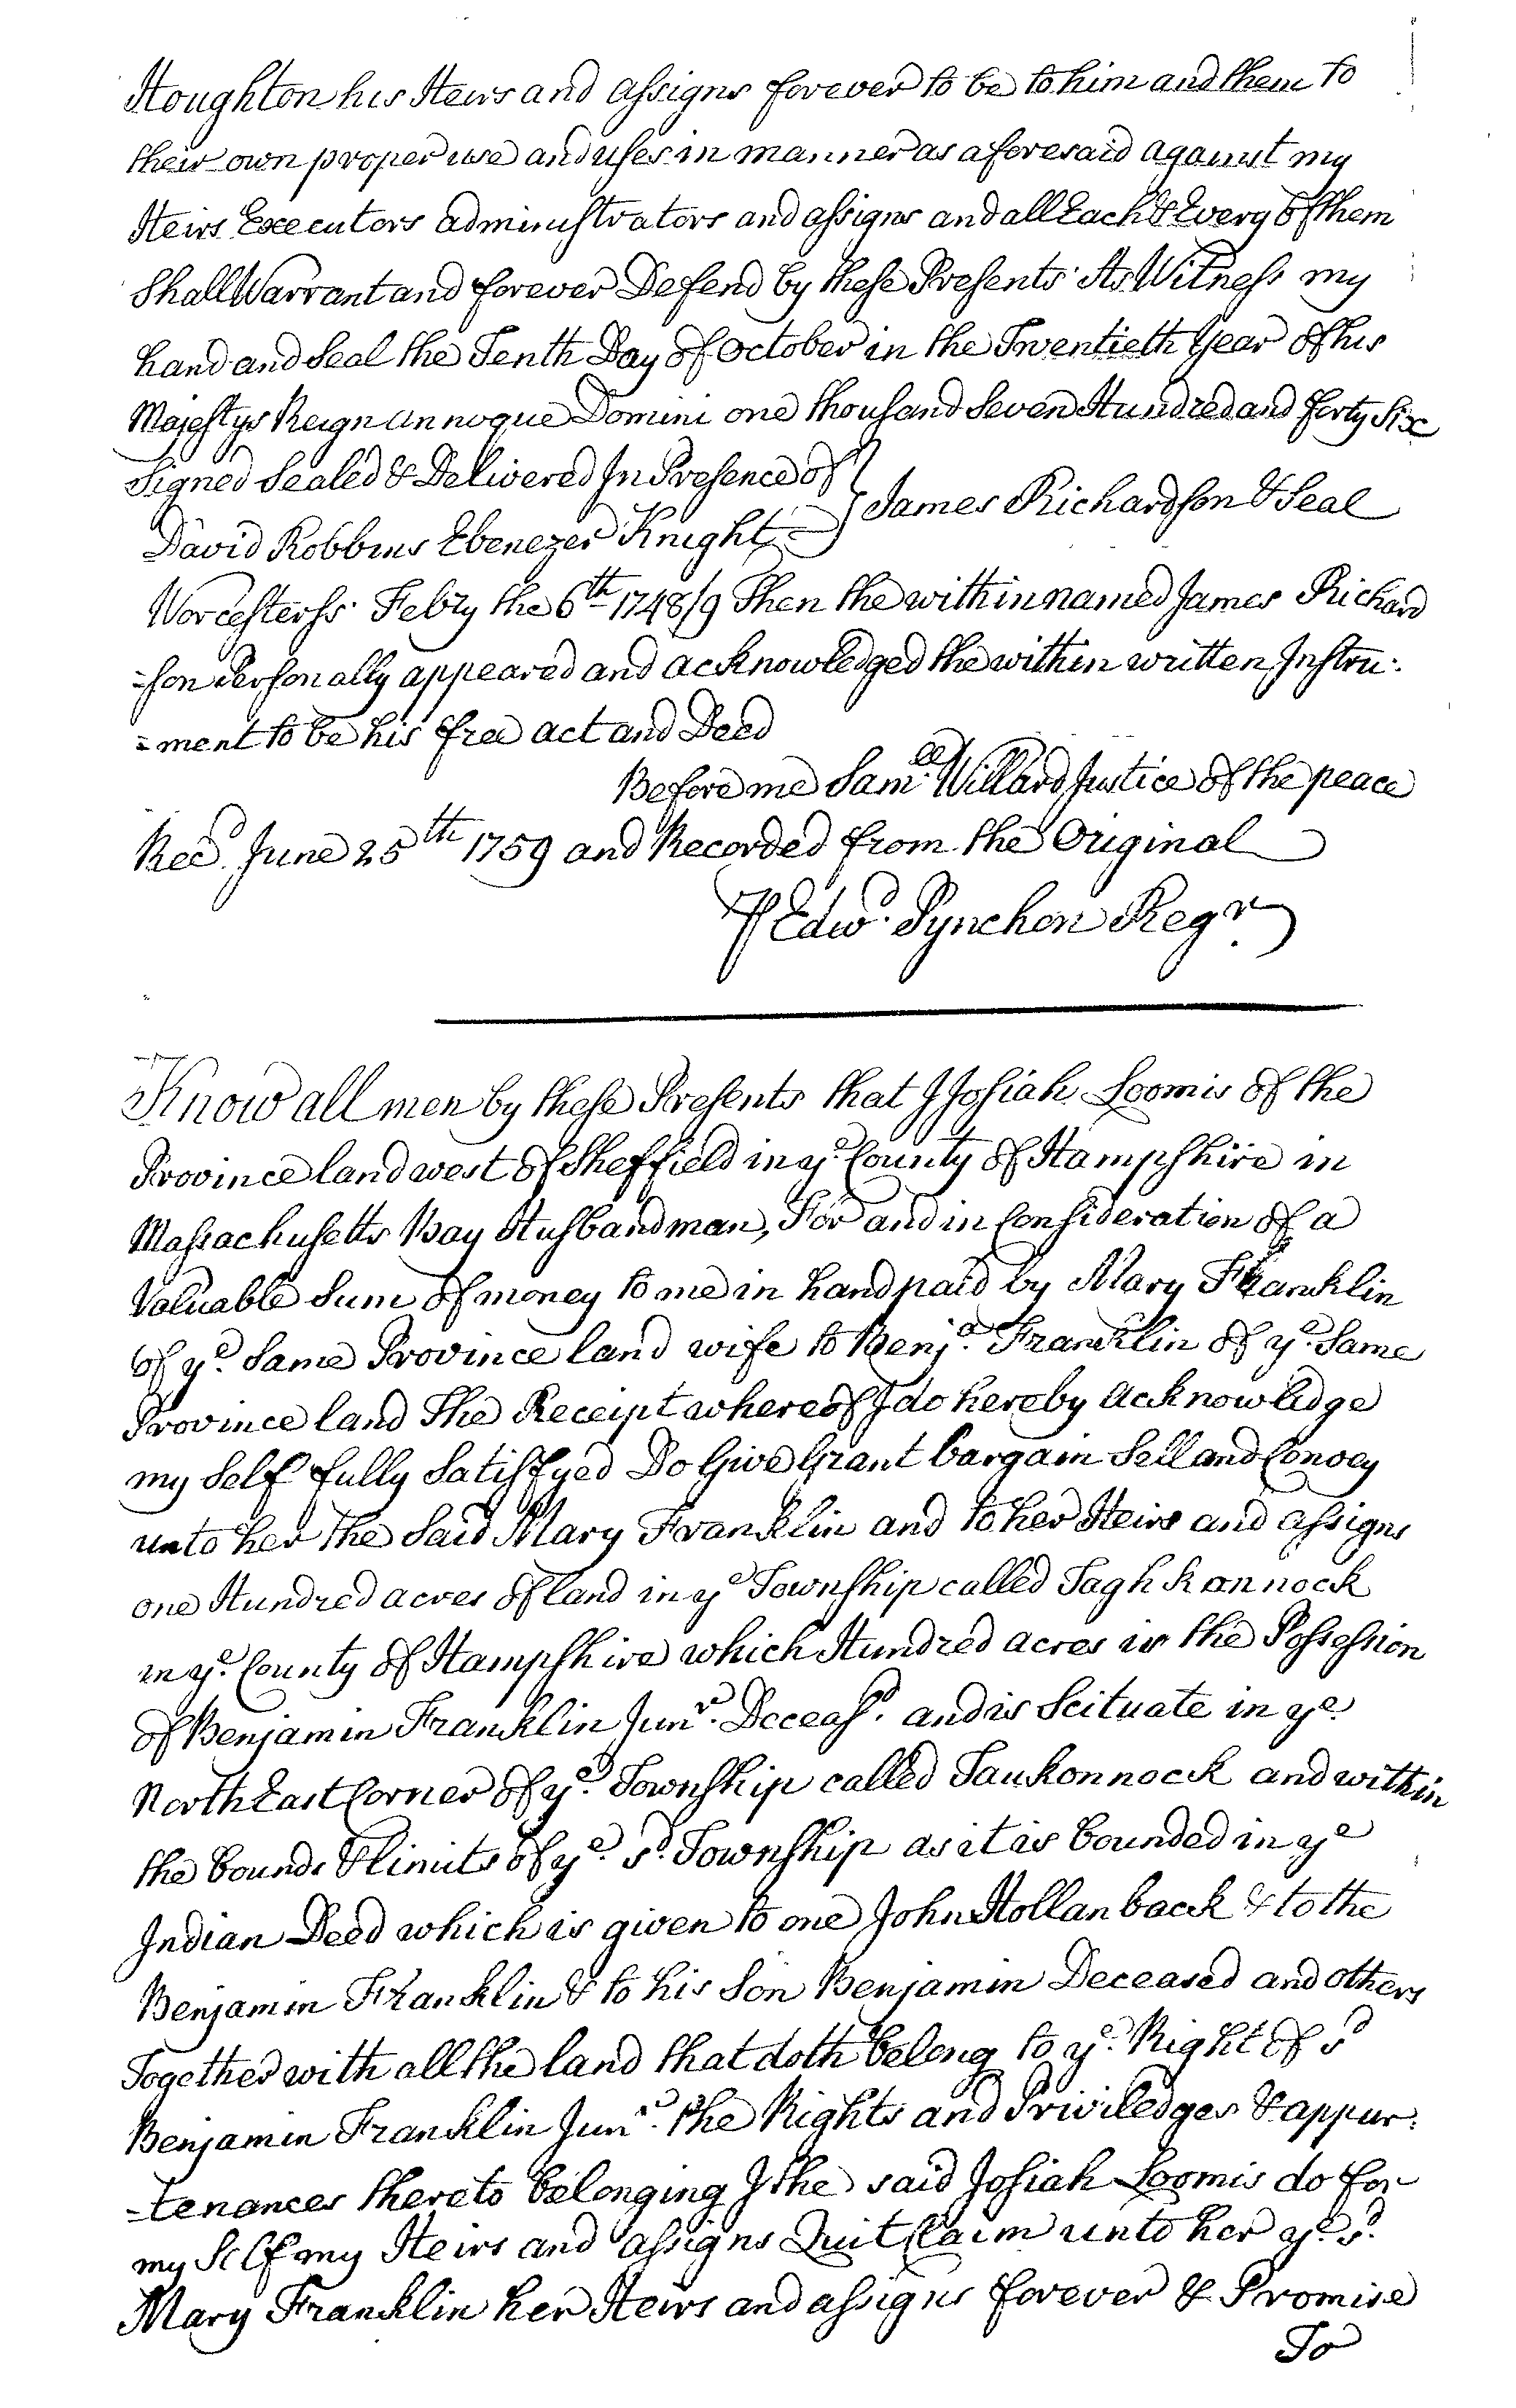 Houghton his Heirs and assigns forever to be to him and them to
their own proper use and uses in manner as aforesaid against my
Heirs Executors administrators and assigns and all Each & Every of them
Shall Warrant and forever Defend by these Presents. As Witness my
hand and Seal the Tenth Day of October in the Twentieth Year of his
Majestys Reign annoque Domini one thousand Seven Hundred and forty Six
Signed Sealed & Delivered In Presence of
David Robbins Ebenezer Knight } James Richardson & Seal
Worcester ss. Febry the 6th 1748/9 Then the within named James Richard
-son Personally appeared and acknowledged the within written Instru-
-ment to be his free act and Deed
Before me Samll. Willard Justice of the peace
Recd. June 25th 1759 and Recorded from the Original
⅌ Edwd. Pynchon Regr.
Know all men by these Presents that I Josiah Loomis of the
Province land west of Sheffield in ye. County of Hampshire in
Massachusetts Bay Husbandman, For and in Consideration of a
Valuable Sum of money to me in hand paid by Mary Franklin
of ye. Same Province land wife to Benja. Franklin of ye. Same
Province land The Receipt whereof I do hereby acknowledge
my Self fully Satisfyed Do Give Grant bargain Sell and Convey
unto her the Said Mary Franklin and to her Heirs and assigns
one Hundred acres of land in ye Township called Taghkannock
in ye. County of Hampshire which Hundred acres is the Possession
of Benjamin Franklin Junr. Deceasd. and is Scituate in ye.
North East Corner of ye. Township called Taukonnock and within
the bounds & limits of ye. sd. Township as it is bounded in ye
Indian Deed which is given to one John Hollanback & to the
Benjamin Franklin & to his Son Benjamin Deceased and others
Together with all the land that doth belong to ye. Right of sd
Benjamin Franklin Junr. the Rights and Priviledges & appur-
-tenances thereto belonging I the said Josiah Loomis do for
my Self my Heirs and assigns Quit Claim unto her ye. sd.
Mary Franklin her Heirs and assigns forever & Promise
To